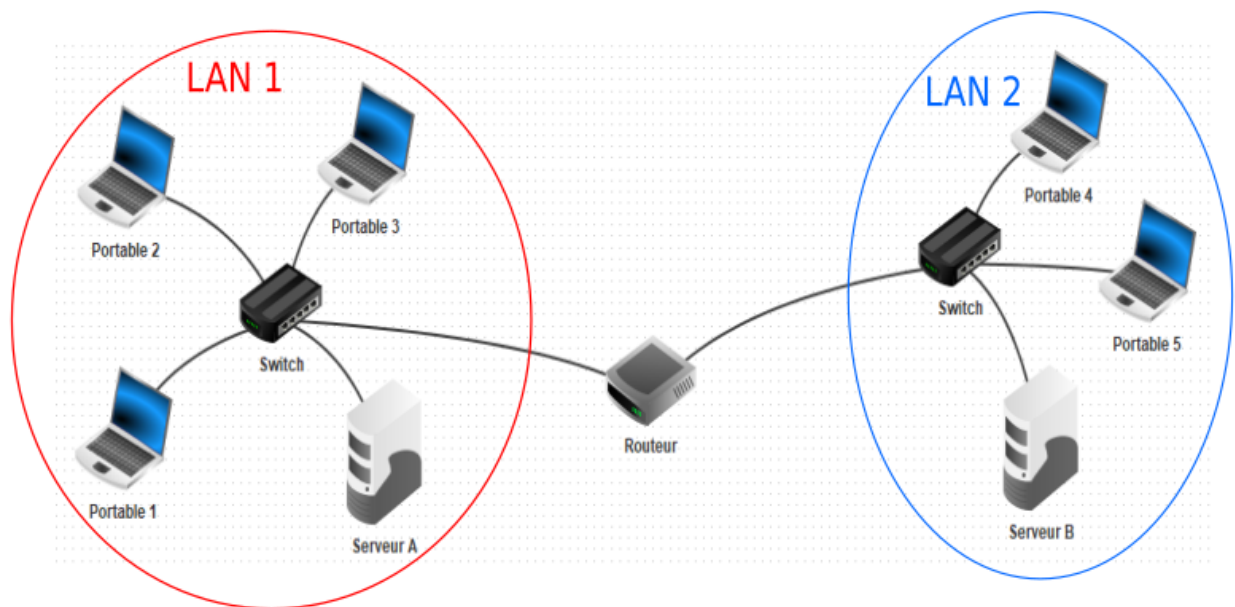 LAN 1
Portable 2
Portable 3
Switch
Portable 1
Serveur A
Routeur
LAN 2
Portable 4
Switch
Portable 5
Serveur B